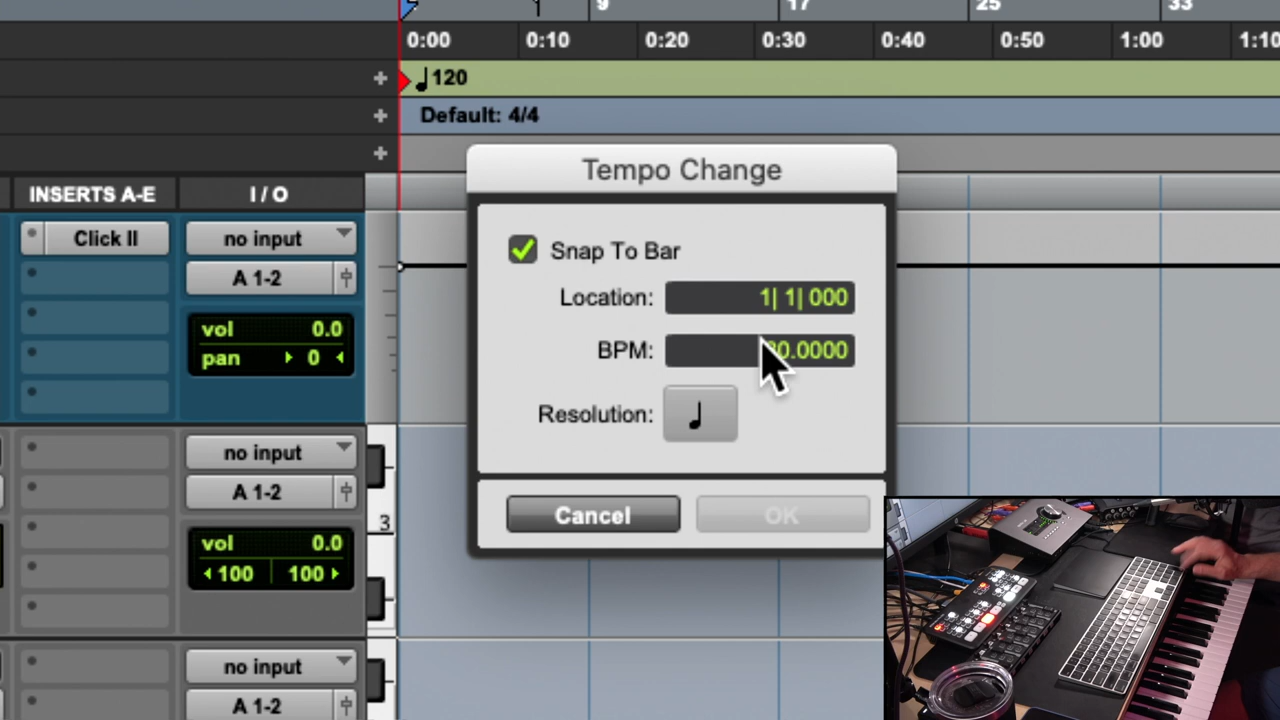 9 17 25 33
0:00 0:10 0:20 0:30 0:40 0:50 1:00 1:10
+ 120
+ Default: 4/4
+
INSERTS A-E I / O
Tempo Change
Snap To Bar
Location: 1| 1| 000
BPM: 0.0000
Resolution:
Cancel OK
Click II no input
A 1-2
vol 0.0
pan 0
no input
A 1-2
3
vol 0.0
100 100
no input
A 1-2